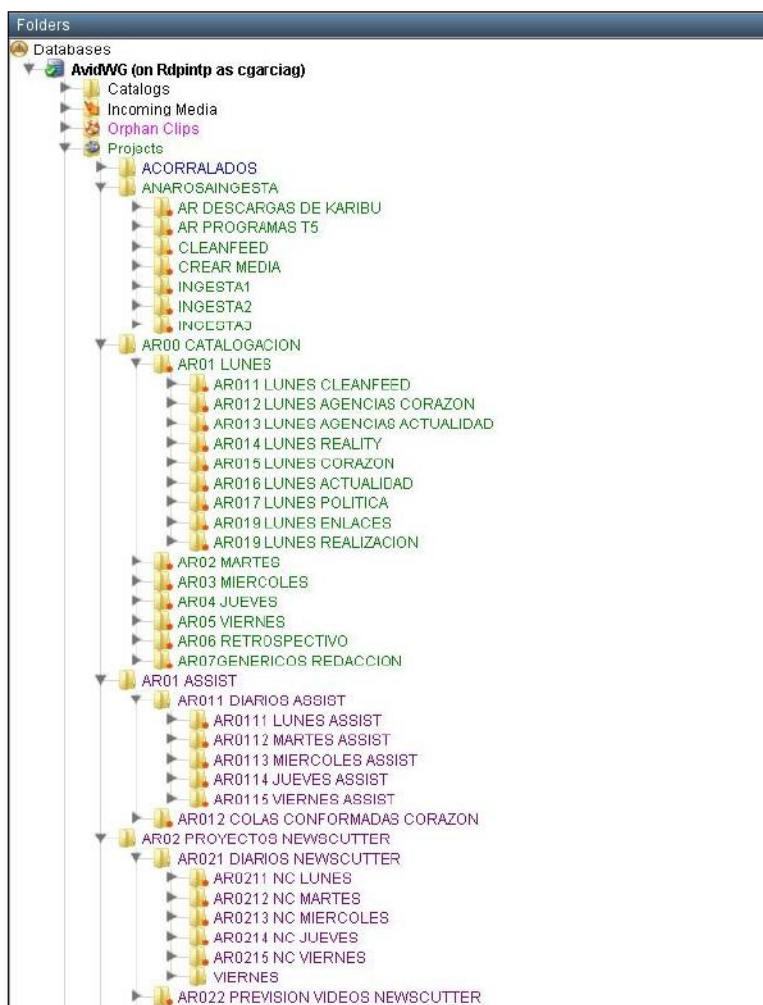 Folders
Databases
AvidWG (on Rdpintp as cgarciag)
Catalogs
Incoming Media
Orphan Clips
Projects
ACORRALADOS
ANAROSAINGESTA
AR DESCARGAS DE KARIBU
AR PROGRAMAS T5
CLEANFEED
CREAR MEDIA
INGESTA1
INGESTA2
INGESTA3
AR00 CATALOGACION
AR01 LUNES
AR011 LUNES CLEANFEED
AR012 LUNES AGENCIAS CORAZON
AR013 LUNES AGENCIAS ACTUALIDAD
AR014 LUNES REALITY
AR015 LUNES CORAZON
AR016 LUNES ACTUALIDAD
AR017 LUNES POLITICA
AR019 LUNES ENLACES
AR019 LUNES REALIZACION
AR02 MARTES
AR03 MIERCOLES
AR04 JUEVES
AR05 VIERNES
AR06 RETROSPECTIVO
AR07GENERICOS REDACCION
AR01 ASSIST
AR011 DIARIOS ASSIST
AR0111 LUNES ASSIST
AR0112 MARTES ASSIST
AR0113 MIERCOLES ASSIST
AR0114 JUEVES ASSIST
AR0115 VIERNES ASSIST
AR012 COLAS CONFORMADAS CORAZON
AR02 PROYECTOS NEWSCUTTER
AR021 DIARIOS NEWSCUTTER
AR0211 NC LUNES
AR0212 NC MARTES
AR0213 NC MIERCOLES
AR0214 NC JUEVES
AR0215 NC VIERNES
VIERNES
AR022 PREVISION VIDEOS NEWSCUTTER